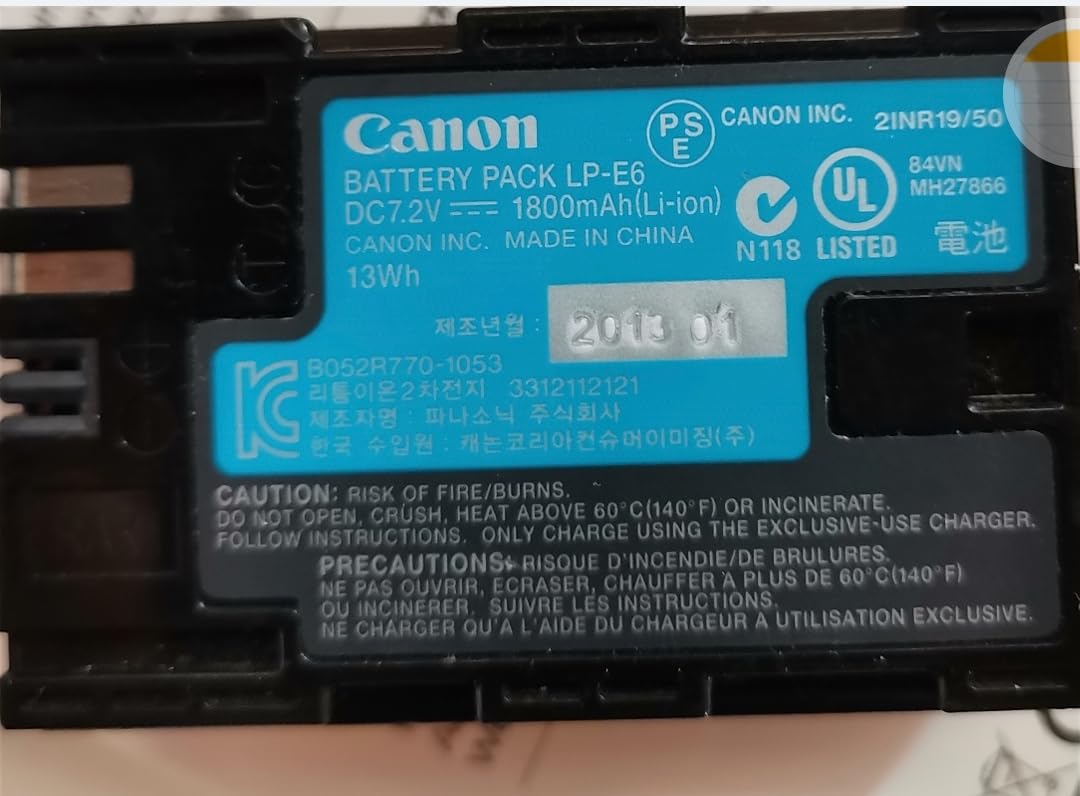 Canon
PSE
CANON INC.
2INR19/50
BATTERY PACK LP-E6
DC7.2V ⎓ 1800mAh(Li-ion)
CANON INC. MADE IN CHINA
13Wh
N118
UL
LISTED
84VN
MH27866
電池
제조년월 : 2013 01
B052R770-1053
리튬이온2차전지 3312112121
제조자명 : 파나소닉 주식회사
한국 수입원 : 캐논코리아컨슈머이미징(주)
CAUTION: RISK OF FIRE/BURNS.
DO NOT OPEN, CRUSH, HEAT ABOVE 60°C(140°F) OR INCINERATE.
FOLLOW INSTRUCTIONS. ONLY CHARGE USING THE EXCLUSIVE-USE CHARGER.
PRECAUTIONS: RISQUE D'INCENDIE/DE BRULURES.
NE PAS OUVRIR, ECRASER, CHAUFFER À PLUS DE 60°C(140°F)
OU INCINERER. SUIVRE LES INSTRUCTIONS.
NE CHARGER QU'A L'AIDE DU CHARGEUR A UTILISATION EXCLUSIVE.